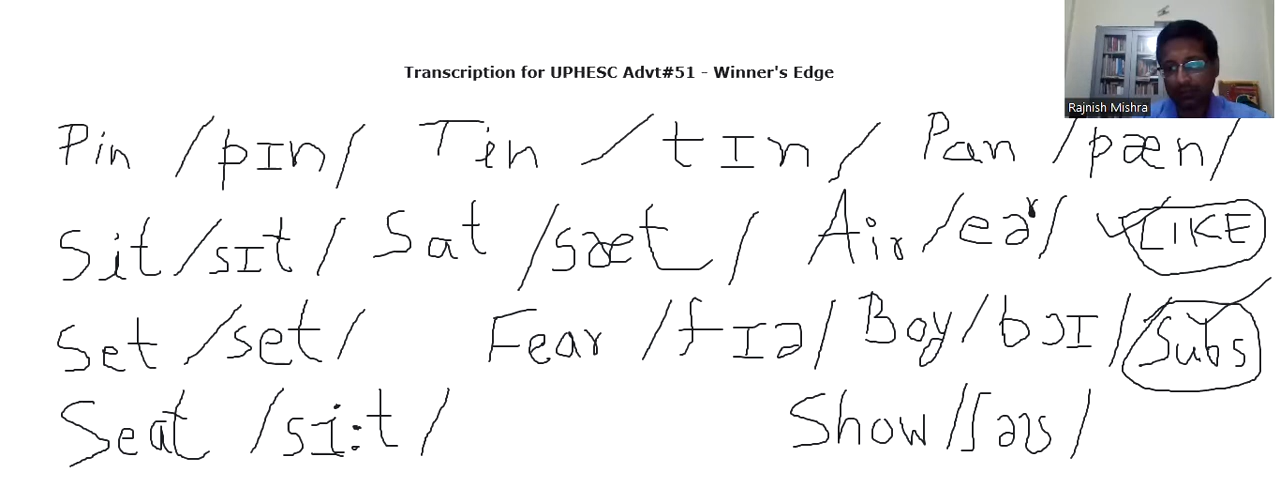 Transcription for UPHESC Advt#51 - Winner's Edge
Rajnish Mishra
Pin /pɪn/ Tin /tɪn/ Pan /pæn/
Sit /sɪt/ Sat /sæt/ Air /eəʳ/ LIKE
Set /set/ Fear /fɪə/ Boy /bɔɪ/ Subs
Seat /si:t/ Show /ʃəʊ/